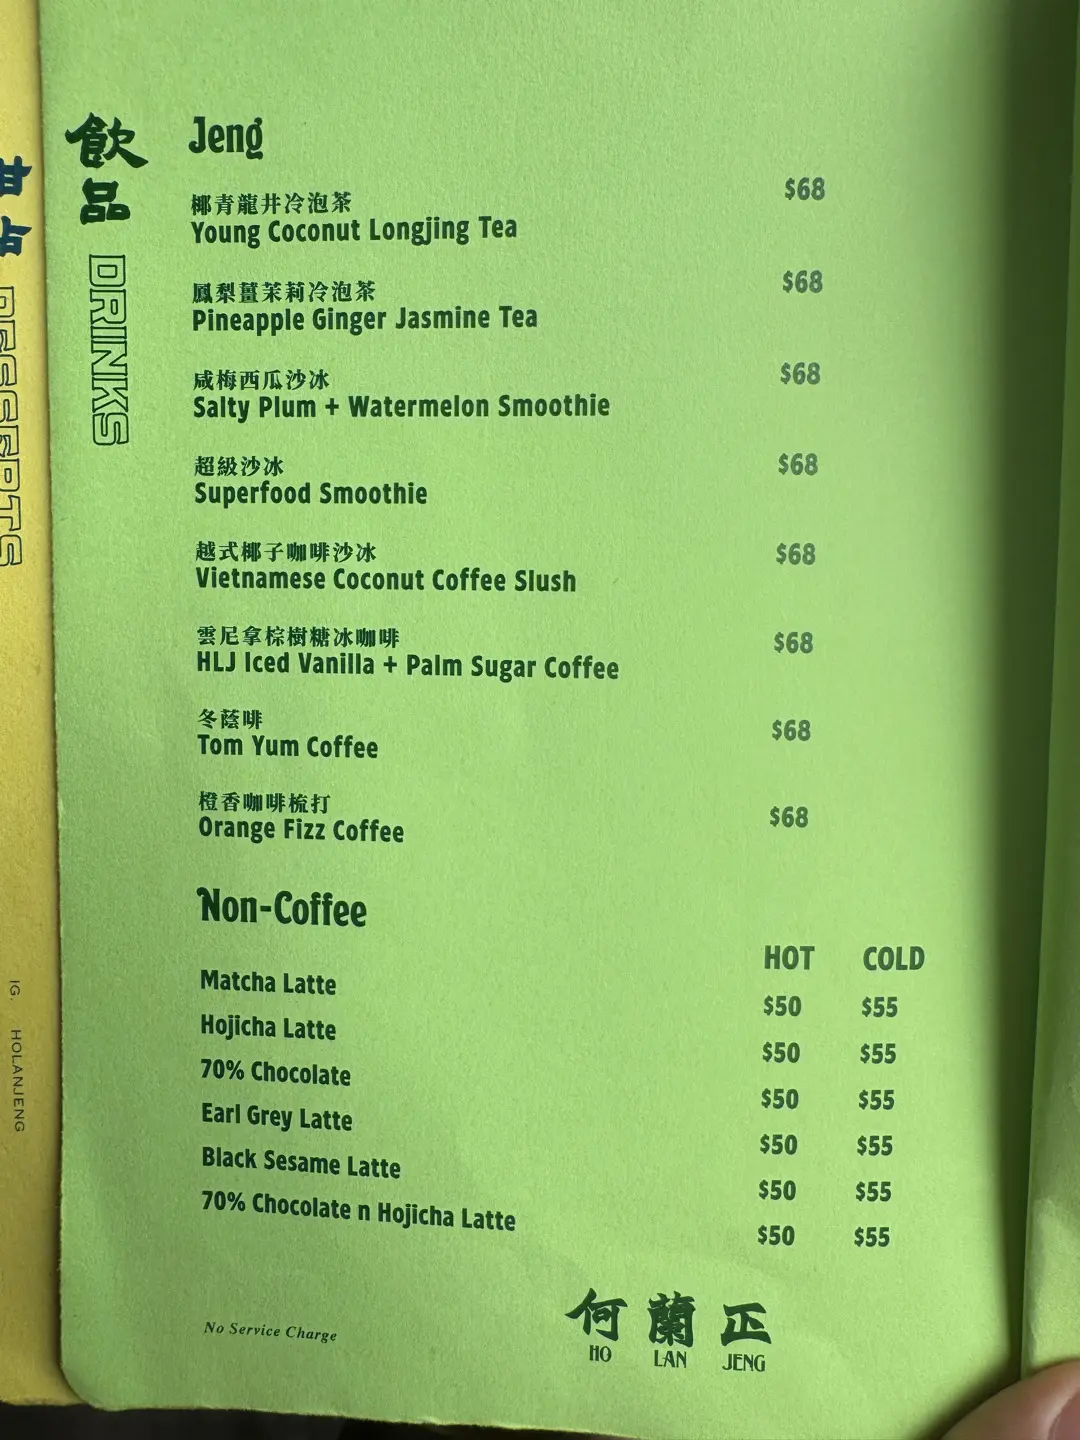 飲品 DRINKS
Jeng
椰青龍井冷泡茶
Young Coconut Longjing Tea $68
鳳梨薑茉莉冷泡茶
Pineapple Ginger Jasmine Tea $68
咸梅西瓜沙冰
Salty Plum + Watermelon Smoothie $68
超級沙冰
Superfood Smoothie $68
越式椰子咖啡沙冰
Vietnamese Coconut Coffee Slush $68
雲尼拿棕樹糖冰咖啡
HLJ Iced Vanilla + Palm Sugar Coffee $68
冬蔭啡
Tom Yum Coffee $68
橙香咖啡梳打
Orange Fizz Coffee $68
Non-Coffee
HOT COLD
Matcha Latte $50 $55
Hojicha Latte $50 $55
70% Chocolate $50 $55
Earl Grey Latte $50 $55
Black Sesame Latte $50 $55
70% Chocolate n Hojicha Latte $50 $55
No Service Charge
何蘭正
HO LAN JENG
DESSERTS
IG. HOLANJENG